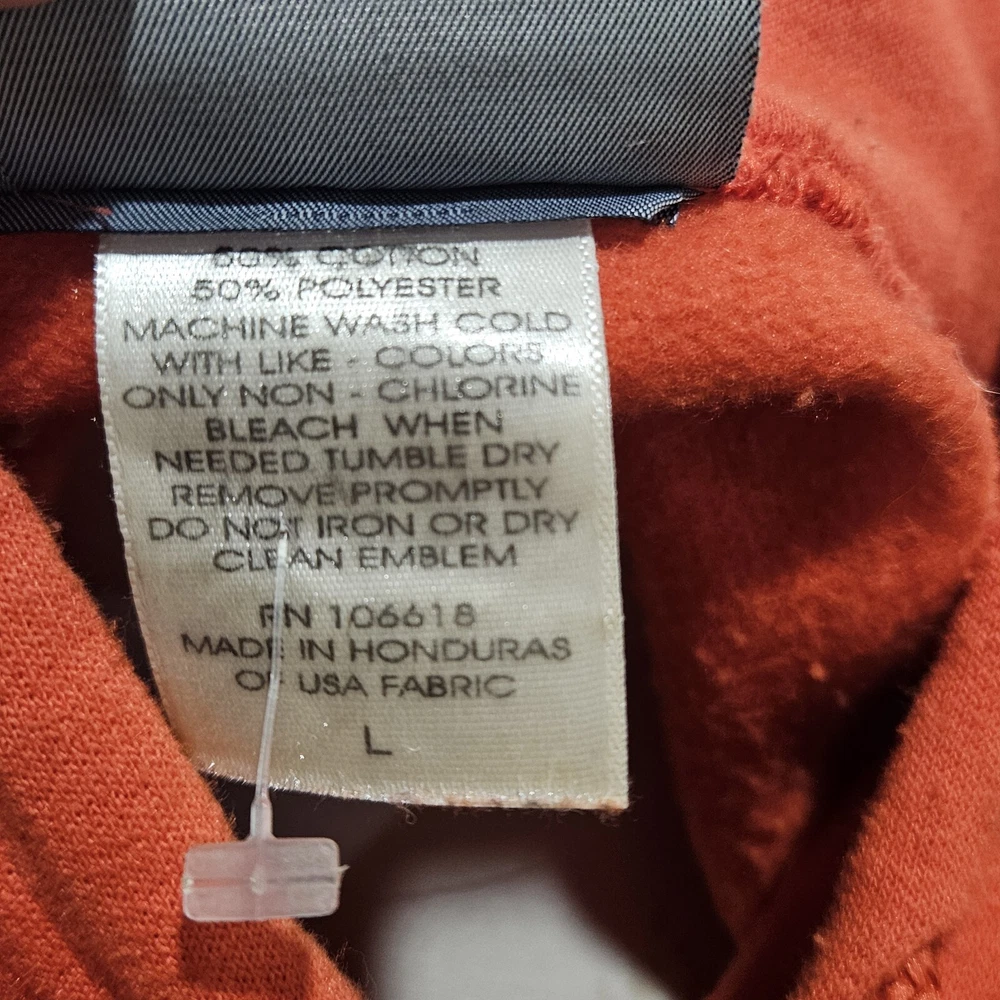 50% COTTON
50% POLYESTER
MACHINE WASH COLD
WITH LIKE - COLORS
ONLY NON - CHLORINE
BLEACH WHEN
NEEDED TUMBLE DRY
REMOVE PROMPTLY
DO NOT IRON OR DRY
CLEAN EMBLEM
RN 106618
MADE IN HONDURAS
OF USA FABRIC
L